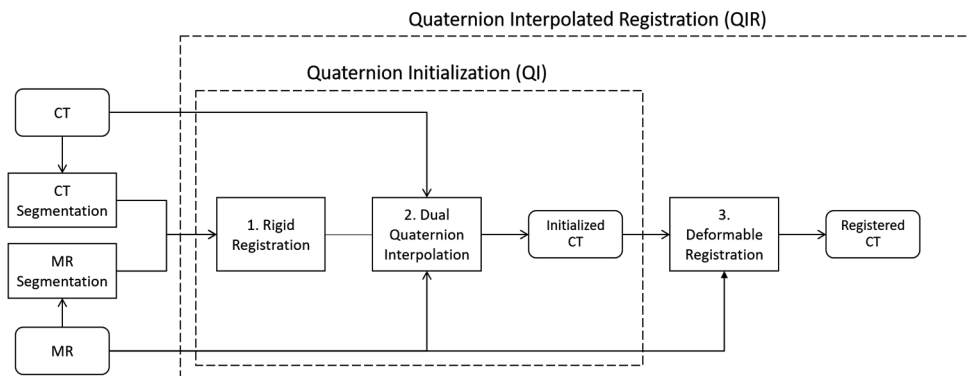 Quaternion Interpolated Registration (QIR)
Quaternion Initialization (QI)
CT
CT
Segmentation
MR
Segmentation
MR
1. Rigid
Registration
2. Dual
Quaternion
Interpolation
Initialized
CT
3.
Deformable
Registration
Registered
CT